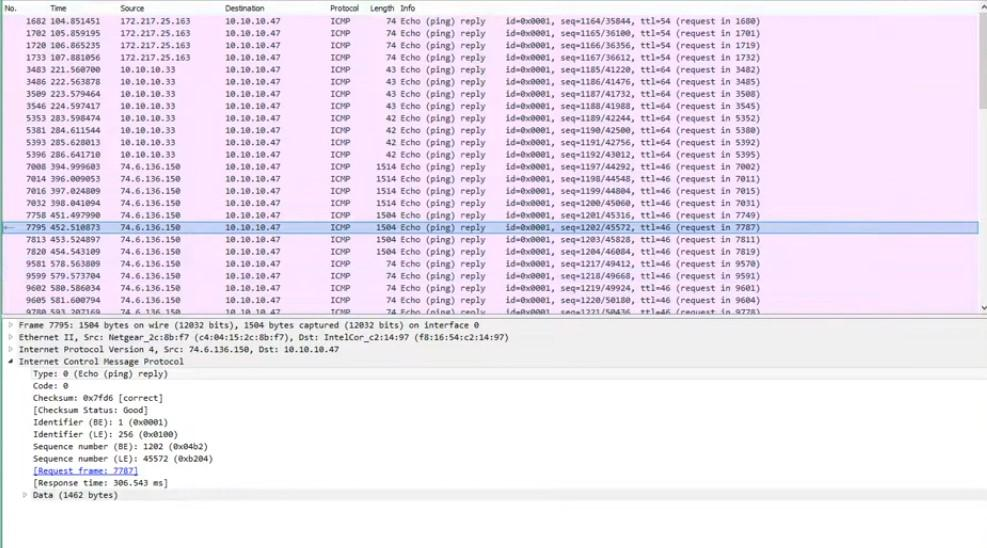 No. Time Source Destination Protocol Length Info
1682 104.851451 172.217.25.163 10.10.10.47 ICMP 74 Echo (ping) reply id=0x0001, seq=1164/35844, ttl=54 (request in 1680)
1702 105.859195 172.217.25.163 10.10.10.47 ICMP 74 Echo (ping) reply id=0x0001, seq=1165/36100, ttl=54 (request in 1701)
1720 106.865235 172.217.25.163 10.10.10.47 ICMP 74 Echo (ping) reply id=0x0001, seq=1166/36356, ttl=54 (request in 1719)
1733 107.881056 172.217.25.163 10.10.10.47 ICMP 74 Echo (ping) reply id=0x0001, seq=1167/36612, ttl=54 (request in 1732)
3483 221.560700 10.10.10.33 10.10.10.47 ICMP 43 Echo (ping) reply id=0x0001, seq=1185/41220, ttl=64 (request in 3482)
3486 222.563878 10.10.10.33 10.10.10.47 ICMP 43 Echo (ping) reply id=0x0001, seq=1186/41476, ttl=64 (request in 3485)
3509 223.579464 10.10.10.33 10.10.10.47 ICMP 43 Echo (ping) reply id=0x0001, seq=1187/41732, ttl=64 (request in 3508)
3546 224.597417 10.10.10.33 10.10.10.47 ICMP 43 Echo (ping) reply id=0x0001, seq=1188/41988, ttl=64 (request in 3545)
5353 283.598474 10.10.10.33 10.10.10.47 ICMP 42 Echo (ping) reply id=0x0001, seq=1189/42244, ttl=64 (request in 5352)
5381 284.611544 10.10.10.33 10.10.10.47 ICMP 42 Echo (ping) reply id=0x0001, seq=1190/42500, ttl=64 (request in 5380)
5393 285.628013 10.10.10.33 10.10.10.47 ICMP 42 Echo (ping) reply id=0x0001, seq=1191/42756, ttl=64 (request in 5392)
5396 286.641710 10.10.10.33 10.10.10.47 ICMP 42 Echo (ping) reply id=0x0001, seq=1192/43012, ttl=64 (request in 5395)
7008 394.999603 74.6.136.150 10.10.10.47 ICMP 1514 Echo (ping) reply id=0x0001, seq=1197/44292, ttl=46 (request in 7002)
7014 396.009053 74.6.136.150 10.10.10.47 ICMP 1514 Echo (ping) reply id=0x0001, seq=1198/44548, ttl=46 (request in 7011)
7016 397.024809 74.6.136.150 10.10.10.47 ICMP 1514 Echo (ping) reply id=0x0001, seq=1199/44804, ttl=46 (request in 7015)
7032 398.041094 74.6.136.150 10.10.10.47 ICMP 1514 Echo (ping) reply id=0x0001, seq=1200/45060, ttl=46 (request in 7031)
7758 451.497990 74.6.136.150 10.10.10.47 ICMP 1504 Echo (ping) reply id=0x0001, seq=1201/45316, ttl=46 (request in 7749)
7795 452.510873 74.6.136.150 10.10.10.47 ICMP 1504 Echo (ping) reply id=0x0001, seq=1202/45572, ttl=46 (request in 7787)
7813 453.524897 74.6.136.150 10.10.10.47 ICMP 1504 Echo (ping) reply id=0x0001, seq=1203/45828, ttl=46 (request in 7811)
7820 454.543109 74.6.136.150 10.10.10.47 ICMP 1504 Echo (ping) reply id=0x0001, seq=1204/46084, ttl=46 (request in 7819)
9581 578.563809 74.6.136.150 10.10.10.47 ICMP 74 Echo (ping) reply id=0x0001, seq=1217/49412, ttl=46 (request in 9570)
9599 579.573704 74.6.136.150 10.10.10.47 ICMP 74 Echo (ping) reply id=0x0001, seq=1218/49668, ttl=46 (request in 9591)
9602 580.586034 74.6.136.150 10.10.10.47 ICMP 74 Echo (ping) reply id=0x0001, seq=1219/49924, ttl=46 (request in 9601)
9605 581.600794 74.6.136.150 10.10.10.47 ICMP 74 Echo (ping) reply id=0x0001, seq=1220/50180, ttl=46 (request in 9604)
9780 593.207169 74.6.136.150 10.10.10.47 ICMP 74 Echo (ping) reply id=0x0001, seq=1221/50436, ttl=46 (request in 9778)
Frame 7795: 1504 bytes on wire (12032 bits), 1504 bytes captured (12032 bits) on interface 0
Ethernet II, Src: Netgear_2c:8b:f7 (c4:04:15:2c:8b:f7), Dst: IntelCor_c2:14:97 (f8:16:54:c2:14:97)
Internet Protocol Version 4, Src: 74.6.136.150, Dst: 10.10.10.47
Internet Control Message Protocol
Type: 0 (Echo (ping) reply)
Code: 0
Checksum: 0x7fd6 [correct]
[Checksum Status: Good]
Identifier (BE): 1 (0x0001)
Identifier (LE): 256 (0x0100)
Sequence number (BE): 1202 (0x04b2)
Sequence number (LE): 45572 (0xb204)
[Request frame: 7787]
[Response time: 306.543 ms]
Data (1462 bytes)